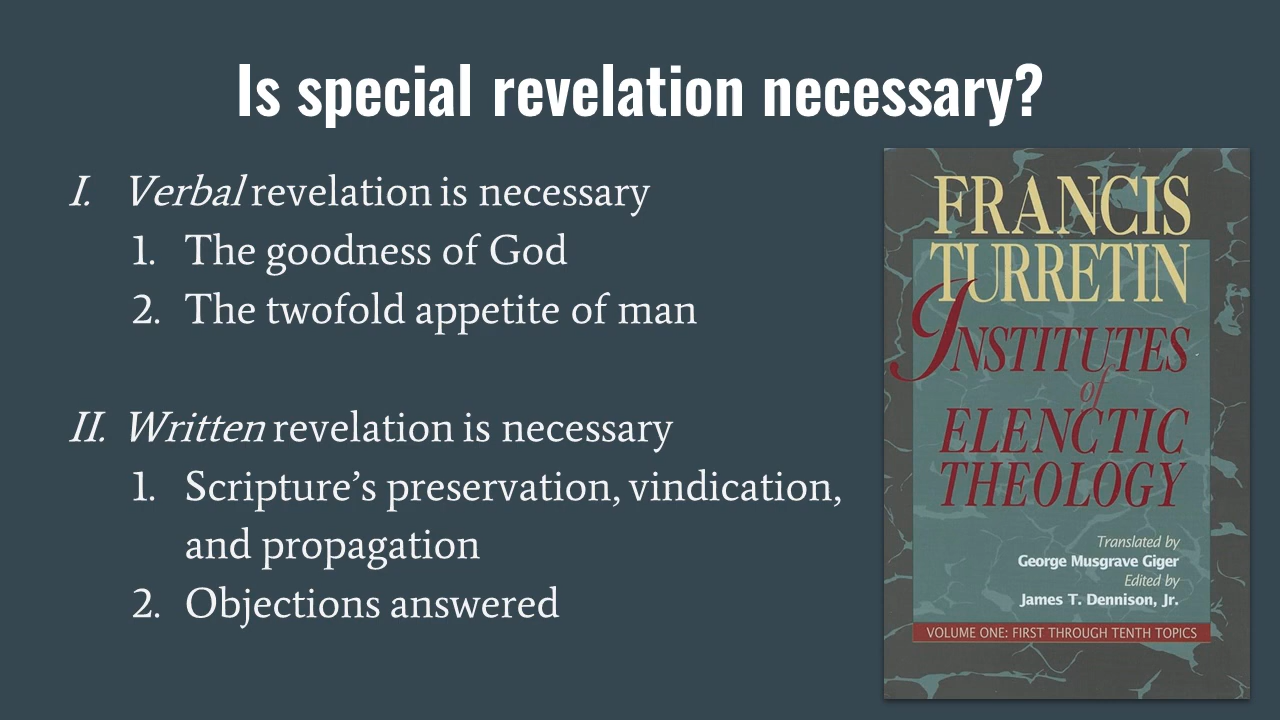 Is special revelation necessary?
I. Verbal revelation is necessary
1. The goodness of God
2. The twofold appetite of man
II. Written revelation is necessary
1. Scripture’s preservation, vindication,
and propagation
2. Objections answered
FRANCIS
TURRETIN
INSTITUTES
of
ELENCTIC
THEOLOGY
Translated by
George Musgrave Giger
Edited by
James T. Dennison, Jr.
VOLUME ONE: FIRST THROUGH TENTH TOPICS